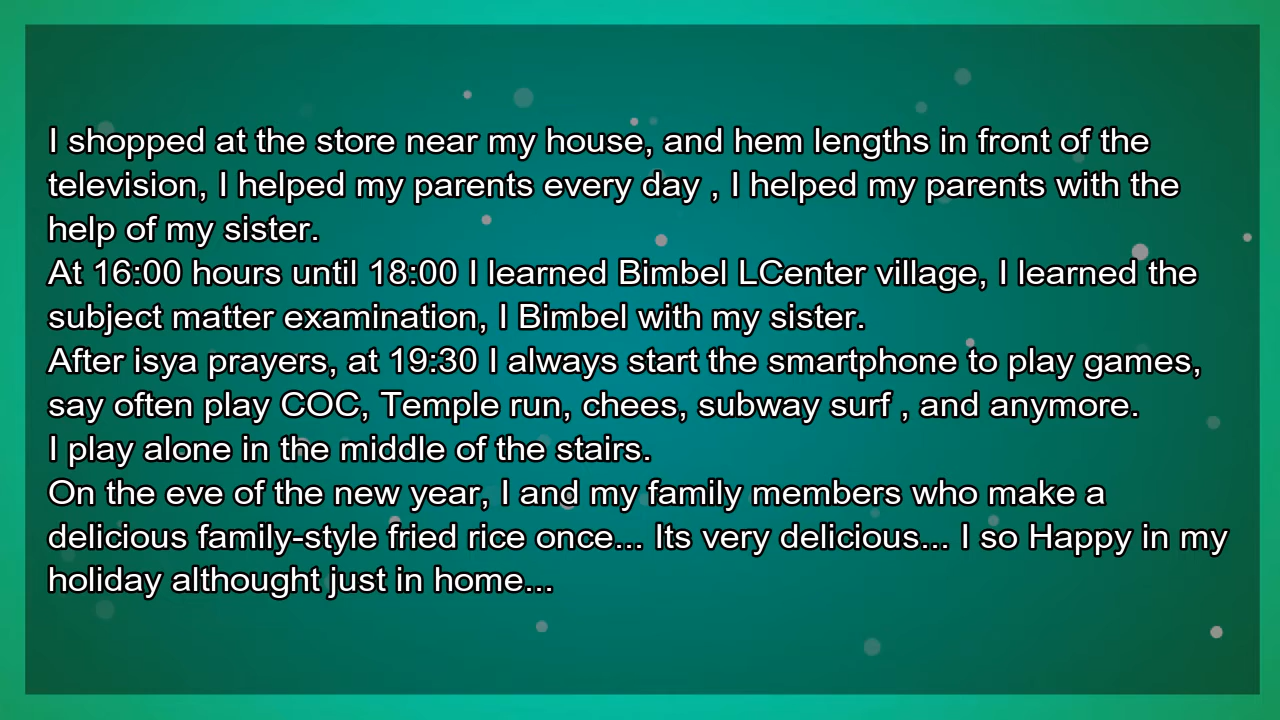 I shopped at the store near my house, and hem lengths in front of the
television, I helped my parents every day , I helped my parents with the
help of my sister.
At 16:00 hours until 18:00 I learned Bimbel LCenter village, I learned the
subject matter examination, I Bimbel with my sister.
After isya prayers, at 19:30 I always start the smartphone to play games,
say often play COC, Temple run, chees, subway surf , and anymore.
I play alone in the middle of the stairs.
On the eve of the new year, I and my family members who make a
delicious family-style fried rice once... Its very delicious... I so Happy in my
holiday althought just in home...